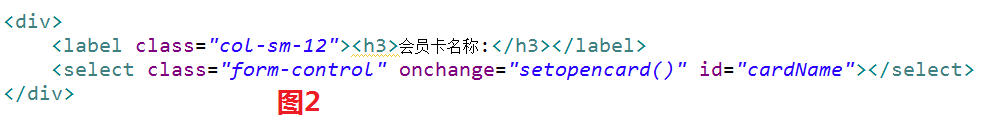 <div>
<label class="col-sm-12"><h3>会员卡名称:</h3></label>
<select class="form-control" onchange="setopencard()" id="cardName"></select>
</div>
图2